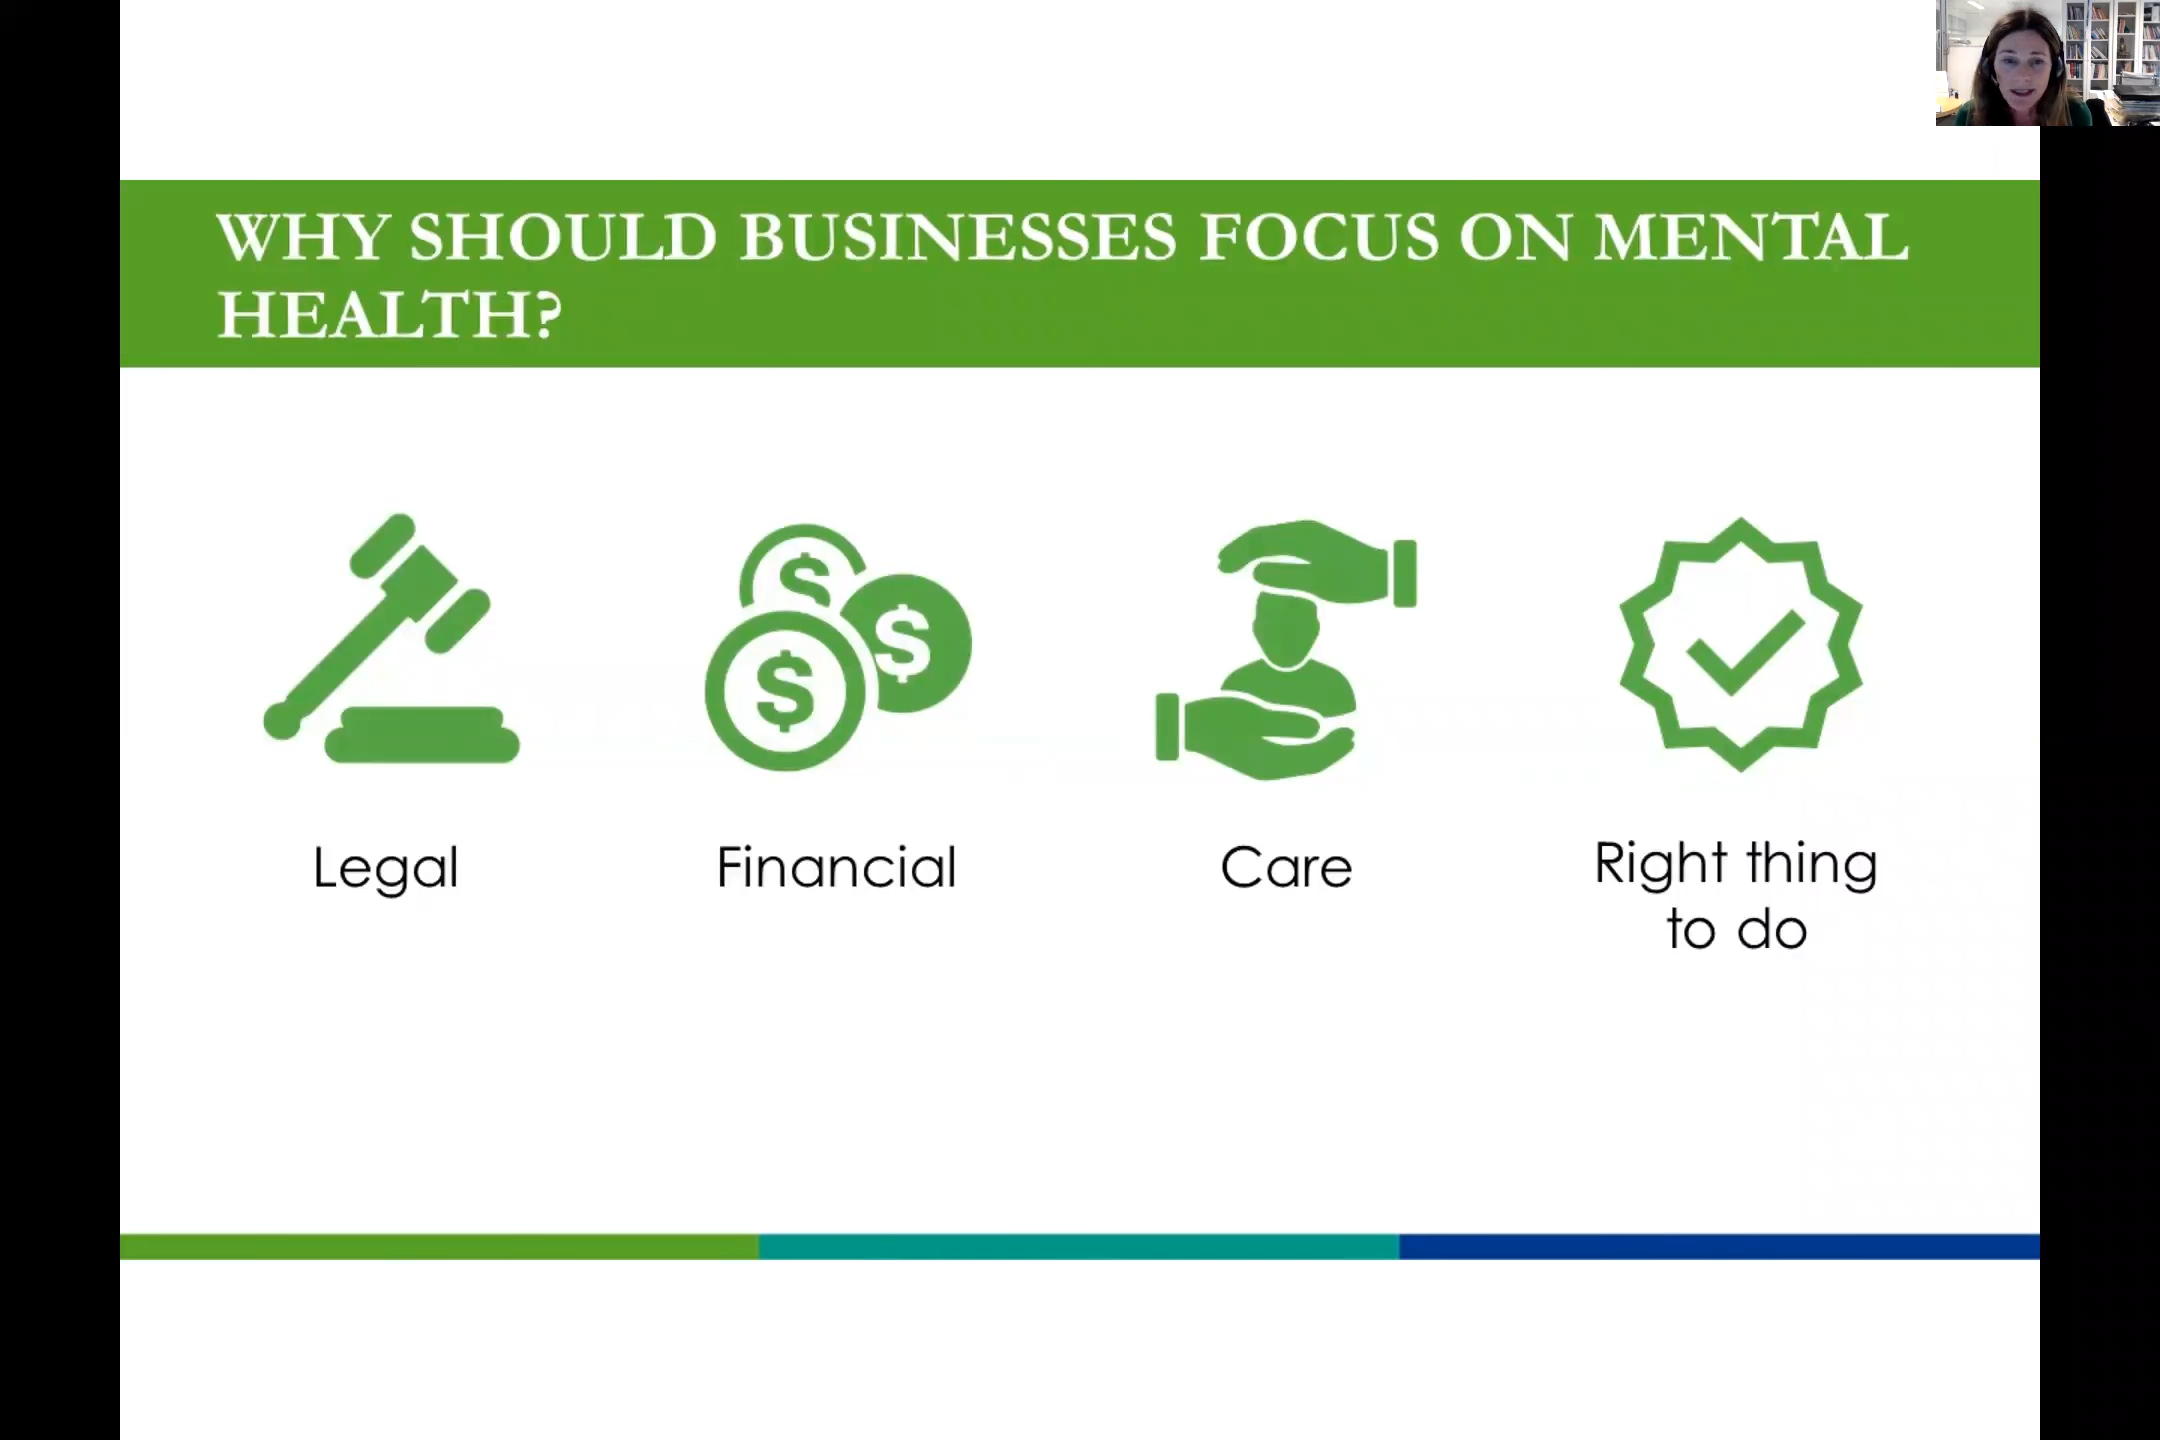 WHY SHOULD BUSINESSES FOCUS ON MENTAL
HEALTH?
$
$
$
Legal
Financial
Care
Right thing
to do